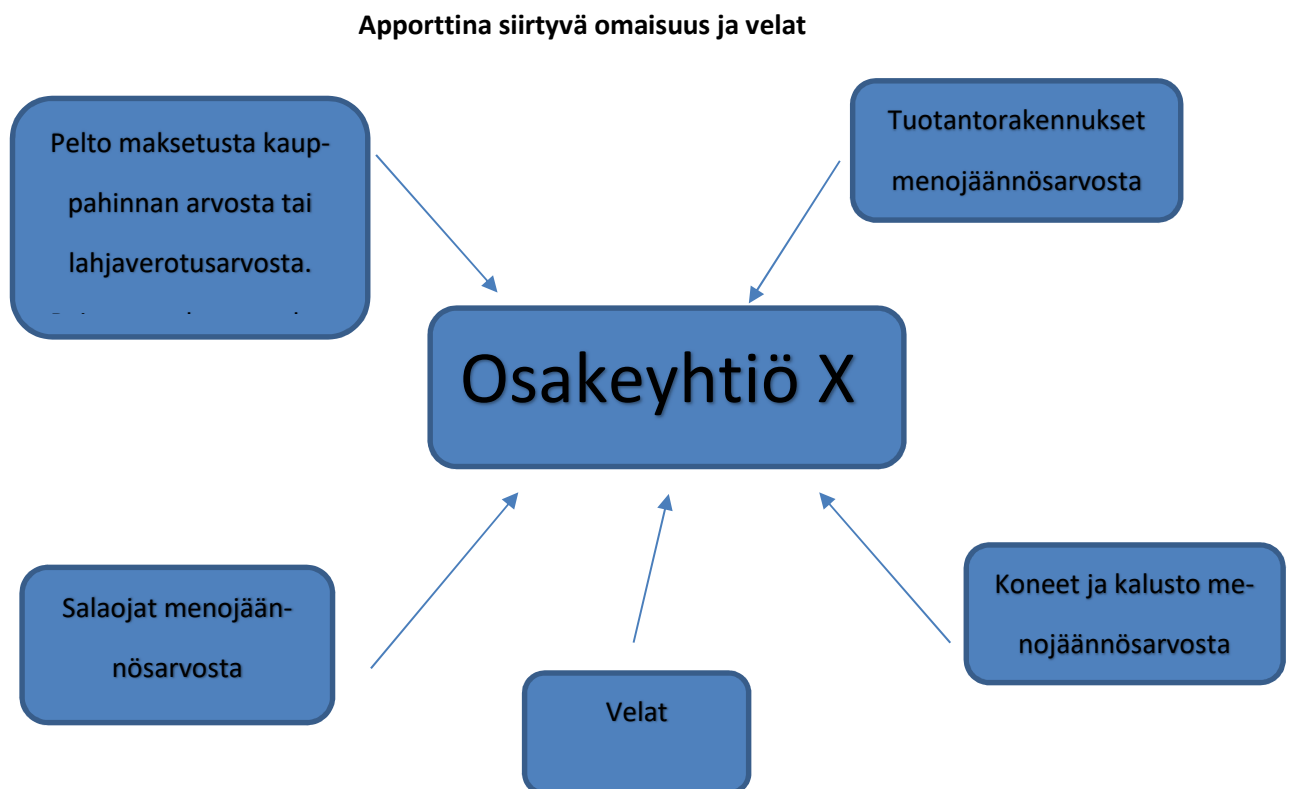 Apporttina siirtyvä omaisuus ja velat
Pelto maksetusta kaup-
pahinnan arvosta tai
lahjaverotusarvosta.
Tuotantorakennukset
menojäännösarvosta
Osakeyhtiö X
Salaojat menojään-
nösarvosta
Velat
Koneet ja kalusto me-
nojäännösarvosta